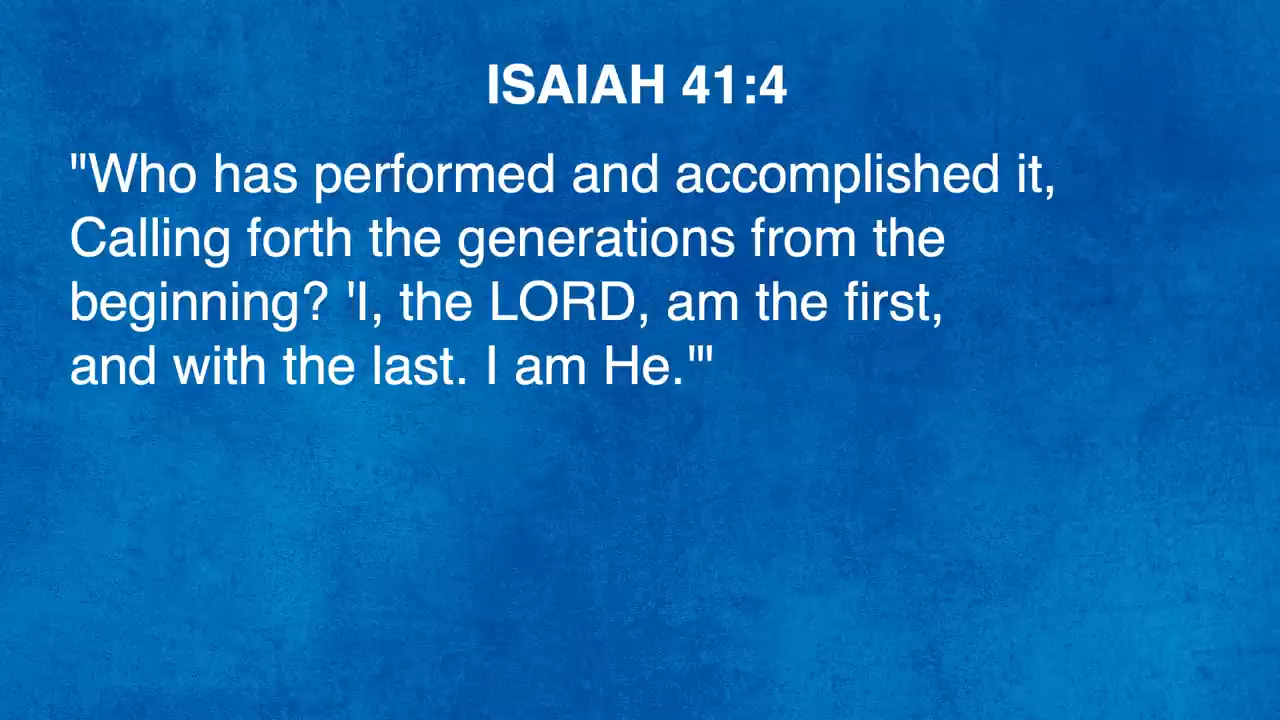 ISAIAH 41:4
"Who has performed and accomplished it,
Calling forth the generations from the
beginning? 'I, the LORD, am the first,
and with the last. I am He.'"